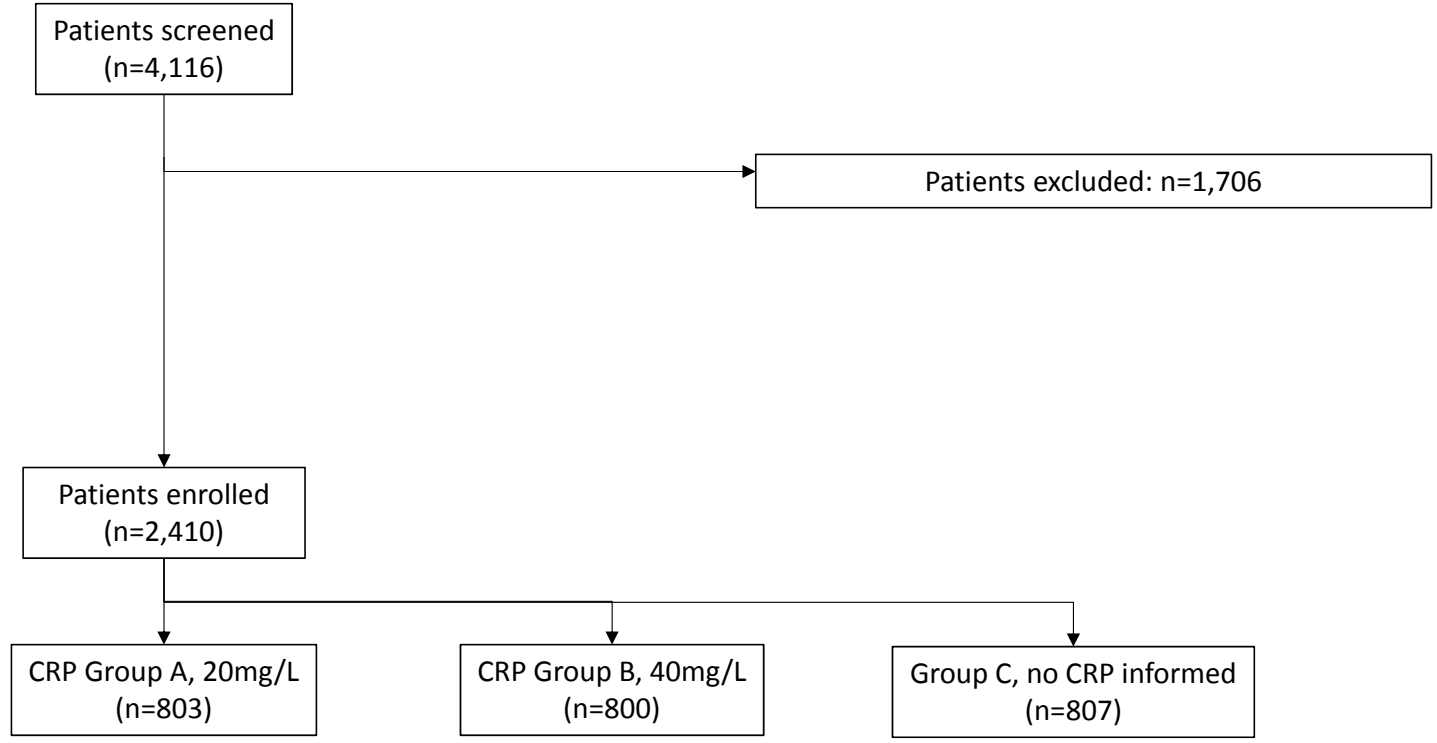 Patients screened
(n=4,116)
Patients excluded: n=1,706
Patients enrolled
(n=2,410)
CRP Group A, 20mg/L
(n=803)
CRP Group B, 40mg/L
(n=800)
Group C, no CRP informed
(n=807)